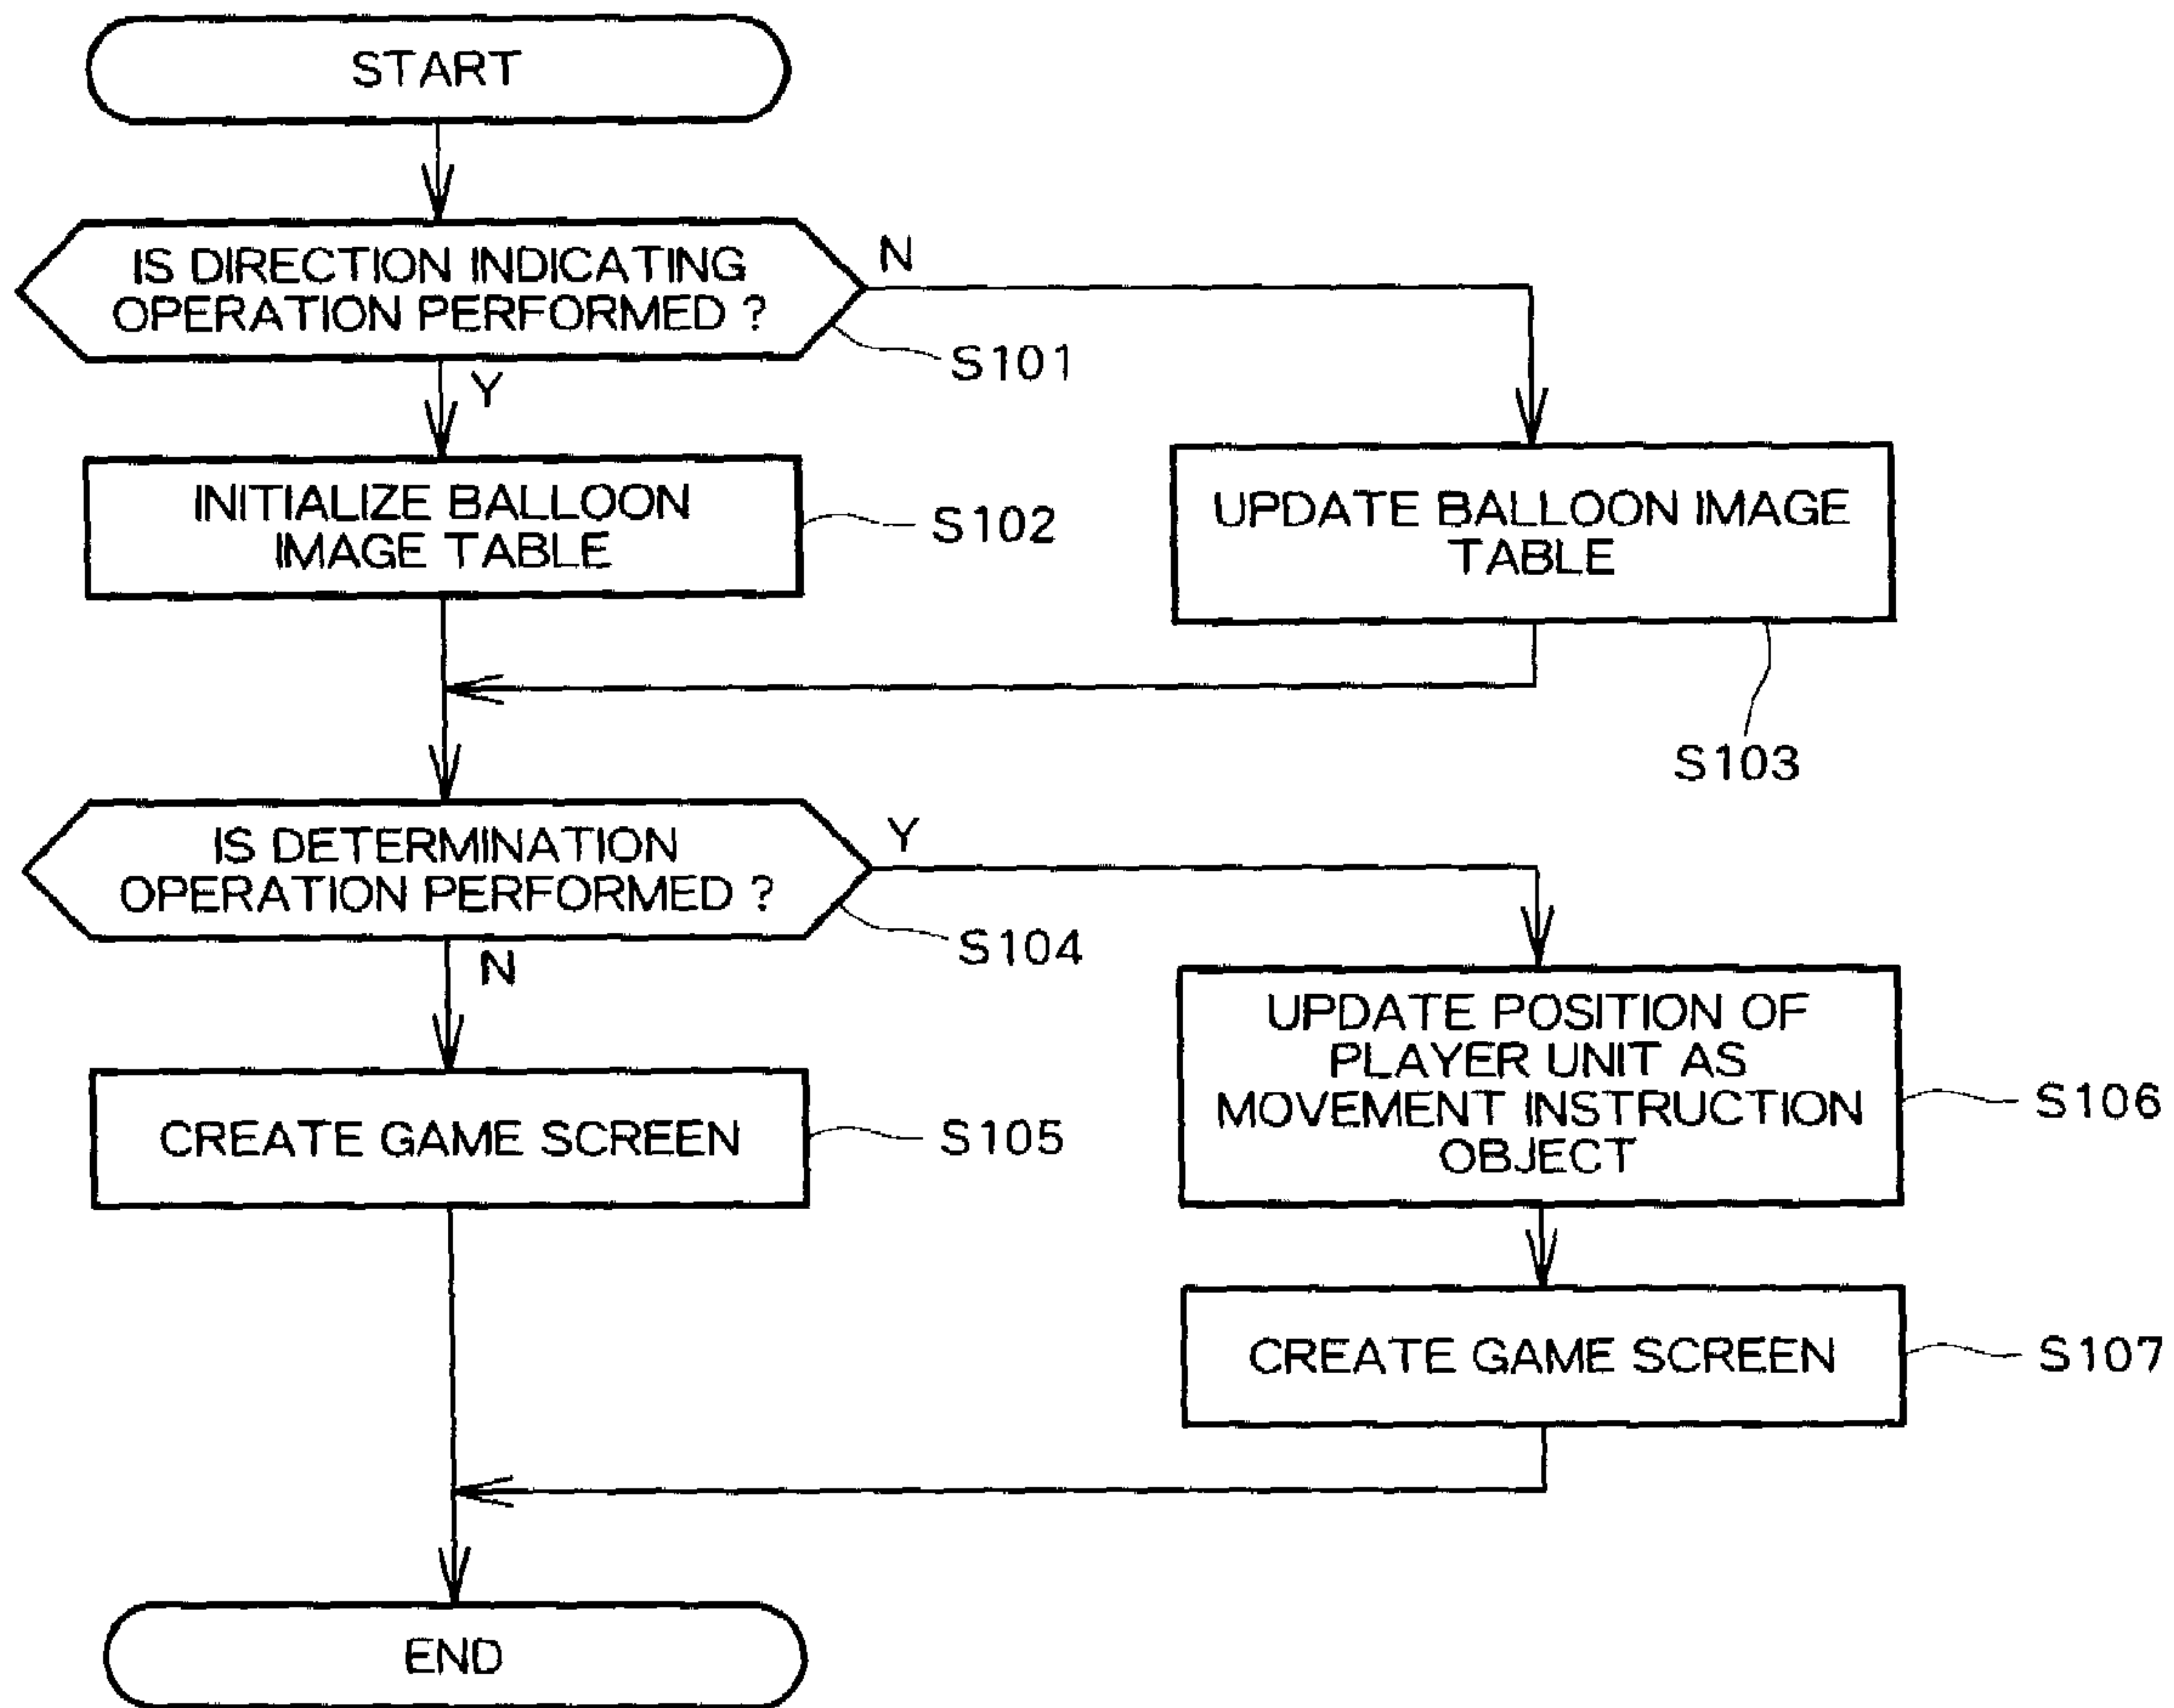 START
IS DIRECTION INDICATING
OPERATION PERFORMED ?
N
S101
Y
INITIALIZE BALLOON
IMAGE TABLE
S102
UPDATE BALLOON IMAGE
TABLE
S103
IS DETERMINATION
OPERATION PERFORMED ?
Y
S104
N
CREATE GAME SCREEN
S105
UPDATE POSITION OF
PLAYER UNIT AS
MOVEMENT INSTRUCTION
OBJECT
S106
CREATE GAME SCREEN
S107
END